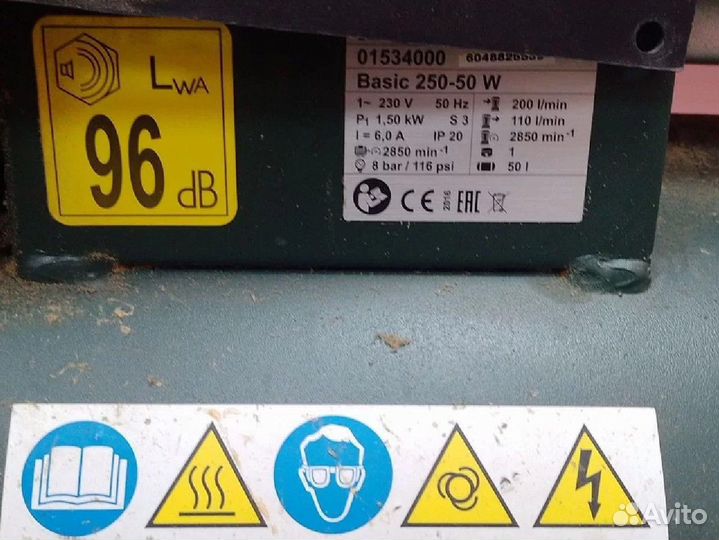 LWA
96 dB
01534000
Basic 250-50 W
1~ 230 V 50 Hz 200 l/min
P1 1,50 kW S 3 110 l/min
I = 6,0 A IP 20 2850 min-1
2850 min-1 1
8 bar / 116 psi 50 l
CE 2016 EAC
Avito